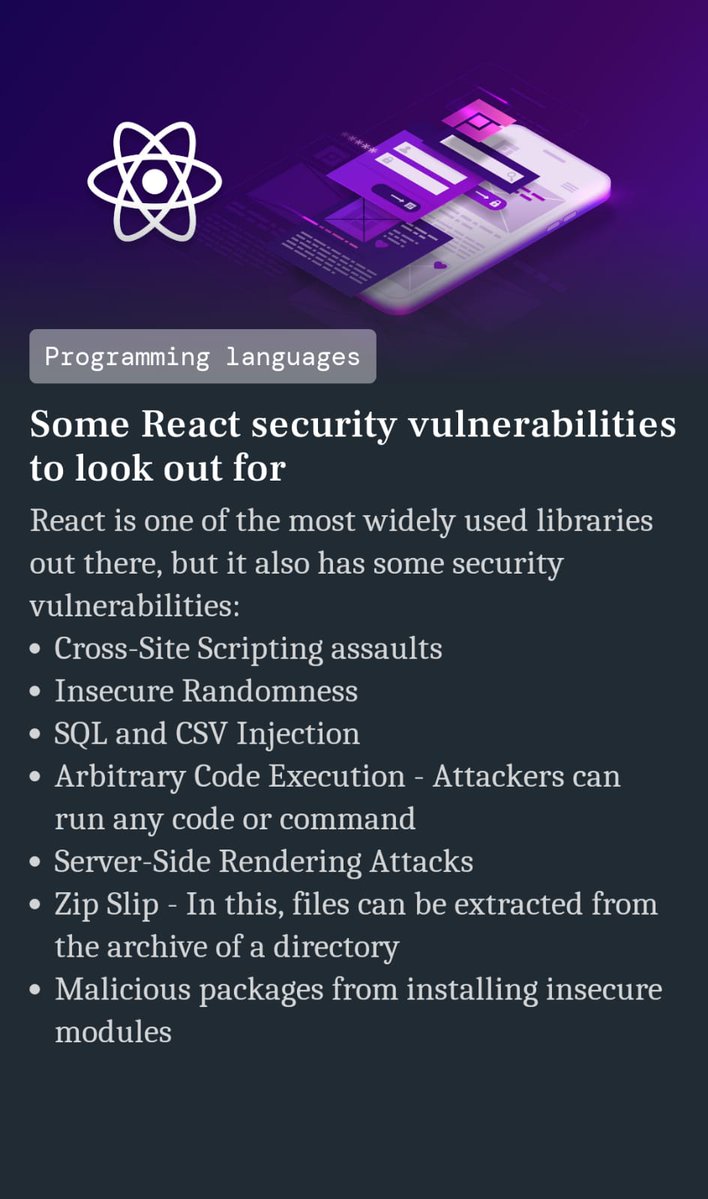 *****
Programming languages
Some React security vulnerabilities
to look out for
React is one of the most widely used libraries
out there, but it also has some security
vulnerabilities:
• Cross-Site Scripting assaults
• Insecure Randomness
• SQL and CSV Injection
• Arbitrary Code Execution - Attackers can
run any code or command
• Server-Side Rendering Attacks
• Zip Slip - In this, files can be extracted from
the archive of a directory
• Malicious packages from installing insecure
modules